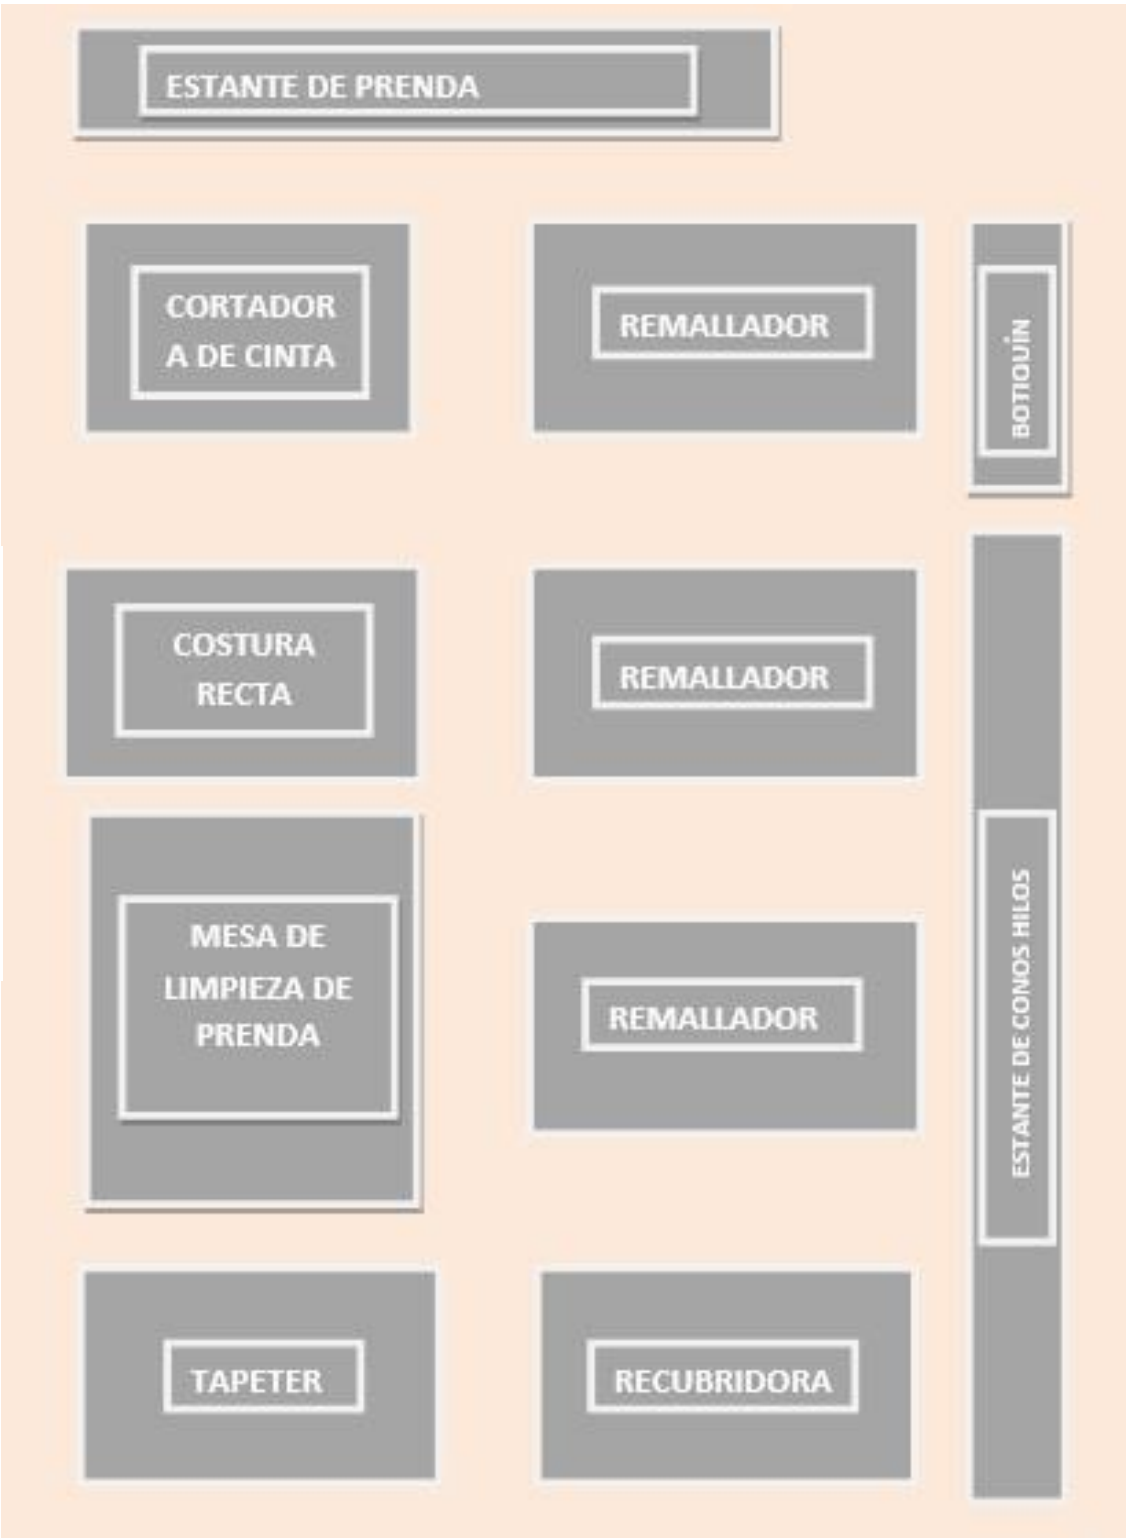 ESTANTE DE PRENDA
CORTADOR
A DE CINTA
REMALLADOR
BOTIQUÍN
COSTURA
RECTA
REMALLADOR
MESA DE
LIMPIEZA DE
PRENDA
REMALLADOR
ESTANTE DE CONOS HILOS
TAPETER
RECUBRIDORA